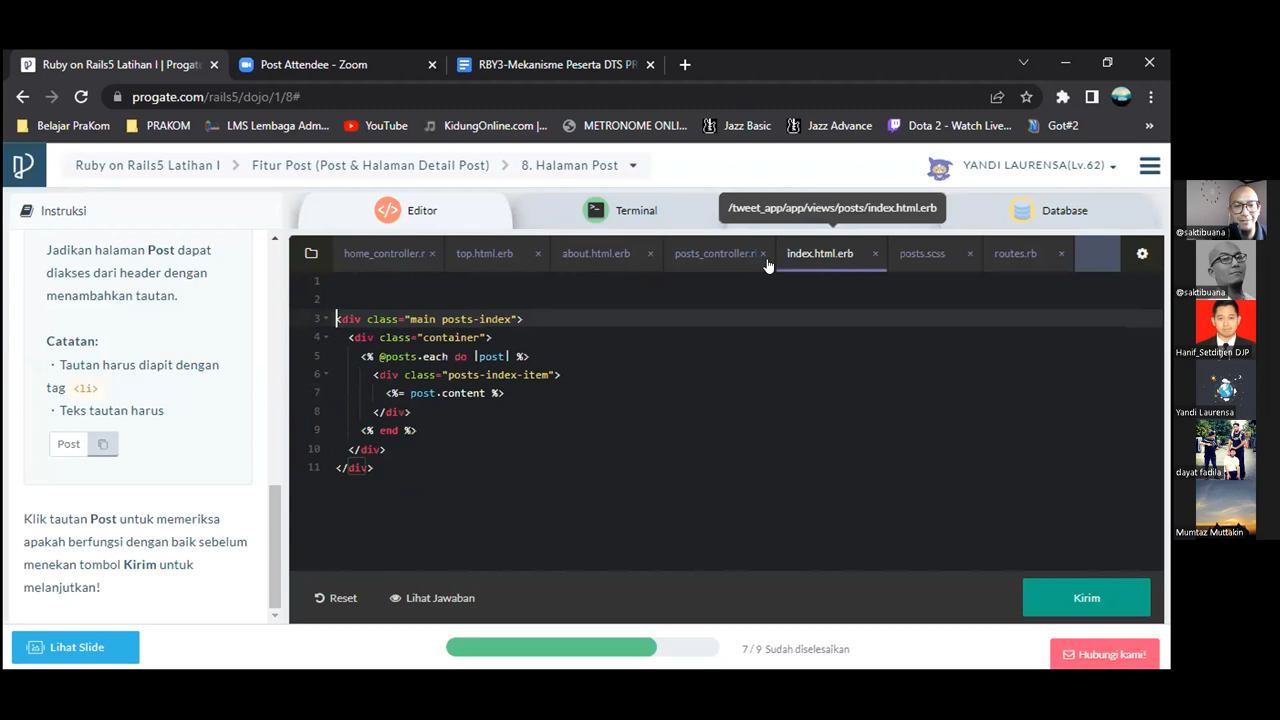 Ruby on Rails5 Latihan I | Progate
Post Attendee - Zoom
RBY3-Mekanisme Peserta DTS PR
progate.com/rails5/dojo/1/8#
Belajar PraKom
PRAKOM
LMS Lembaga Adm...
YouTube
KidungOnline.com |...
METRONOME ONLI...
Jazz Basic
Jazz Advance
Dota 2 - Watch Live...
Got#2
»
Ruby on Rails5 Latihan I
Fitur Post (Post & Halaman Detail Post)
8. Halaman Post
YANDI LAURENSA(Lv.62)
Instruksi
Editor
Terminal
/tweet_app/app/views/posts/index.html.erb
Database
home_controller.r
top.html.erb
about.html.erb
posts_controller.r
index.html.erb
posts.scss
routes.rb
Jadikan halaman Post dapat
diakses dari header dengan
menambahkan tautan.
Catatan:
・Tautan harus diapit dengan
tag <li>
・Teks tautan harus
Post
Klik tautan Post untuk memeriksa
apakah berfungsi dengan baik sebelum
menekan tombol Kirim untuk
melanjutkan!
1
2
3 <div class="main posts-index">
4 <div class="container">
5 <% @posts.each do |post| %>
6 <div class="posts-index-item">
7 <%= post.content %>
8 </div>
9 <% end %>
10 </div>
11 </div>
Reset
Lihat Jawaban
Kirim
Lihat Slide
7 / 9 Sudah diselesaikan
Hubungi kami!
@saktibuana
@saktibuana
Hanif_Setditjen DJP
Yandi Laurensa
dayat fadila
Mumtaz Muttakin